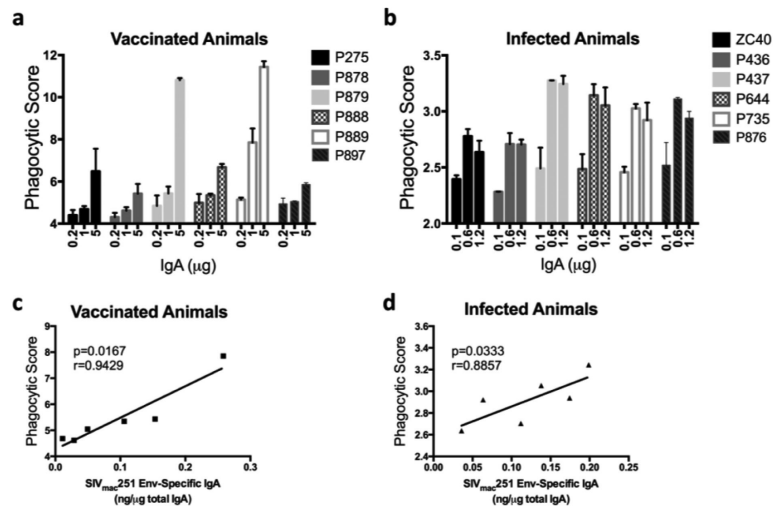 a
Vaccinated Animals
Phagocytic Score
12
10
8
6
4
0.2 1 5 0.2 1 5 0.2 1 5 0.2 1 5 0.2 1 5 0.2 1 5
IgA (μg)
P275
P878
P879
P888
P889
P897
b
Infected Animals
Phagocytic Score
3.5
3.0
2.5
2.0
0.1 0.6 1.2 0.1 0.6 1.2 0.1 0.6 1.2 0.1 0.6 1.2 0.1 0.6 1.2 0.1 0.6 1.2
IgA (μg)
ZC40
P436
P437
P644
P735
P876
c
Vaccinated Animals
Phagocytic Score
9
8
7
6
5
4
p=0.0167
r=0.9429
0.0 0.1 0.2 0.3
SIVmac251 Env-Specific IgA
(ng/μg total IgA)
d
Infected Animals
Phagocytic Score
3.6
3.4
3.2
3.0
2.8
2.6
2.4
p=0.0333
r=0.8857
0.00 0.05 0.10 0.15 0.20 0.25
SIVmac251 Env-Specific IgA
(ng/μg total IgA)